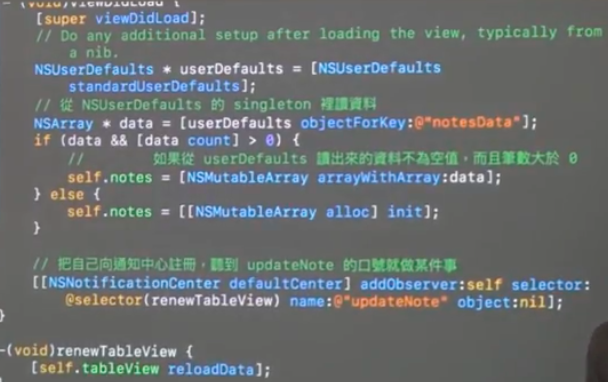 - (void)viewDidLoad {
[super viewDidLoad];
// Do any additional setup after loading the view, typically from
a nib.
NSUserDefaults * userDefaults = [NSUserDefaults
standardUserDefaults];
// 從 NSUserDefaults 的 singleton 裡讀資料
NSArray * data = [userDefaults objectForKey:@"notesData"];
if (data && [data count] > 0) {
// 如果從 userDefaults 讀出來的資料不為空值，而且筆數大於 0
self.notes = [NSMutableArray arrayWithArray:data];
} else {
self.notes = [[NSMutableArray alloc] init];
}
// 把自己向通知中心註冊，聽到 updateNote 的口號就做某件事
[[NSNotificationCenter defaultCenter] addObserver:self selector:
@selector(renewTableView) name:@"updateNote" object:nil];
}
-(void)renewTableView {
[self.tableView reloadData];